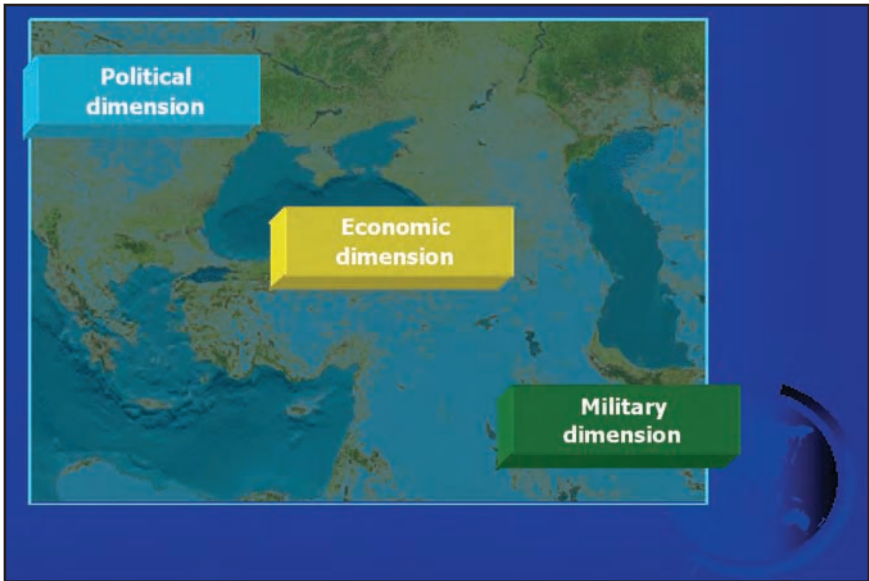 Political
dimension
Economic
dimension
Military
dimension